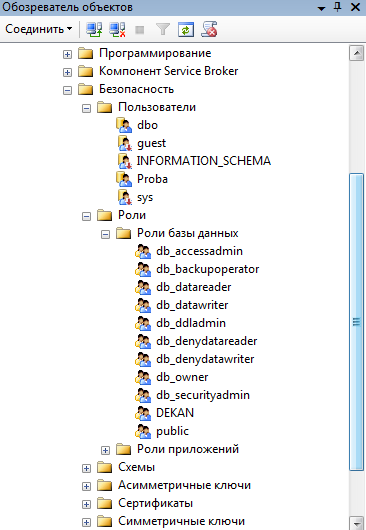 Обозреватель объектов
Соединить
Программирование
Компонент Service Broker
Безопасность
Пользователи
dbo
guest
INFORMATION_SCHEMA
Proba
sys
Роли
Роли базы данных
db_accessadmin
db_backupoperator
db_datareader
db_datawriter
db_ddladmin
db_denydatareader
db_denydatawriter
db_owner
db_securityadmin
DEKAN
public
Роли приложений
Схемы
Асимметричные ключи
Сертификаты
Симметричные ключи